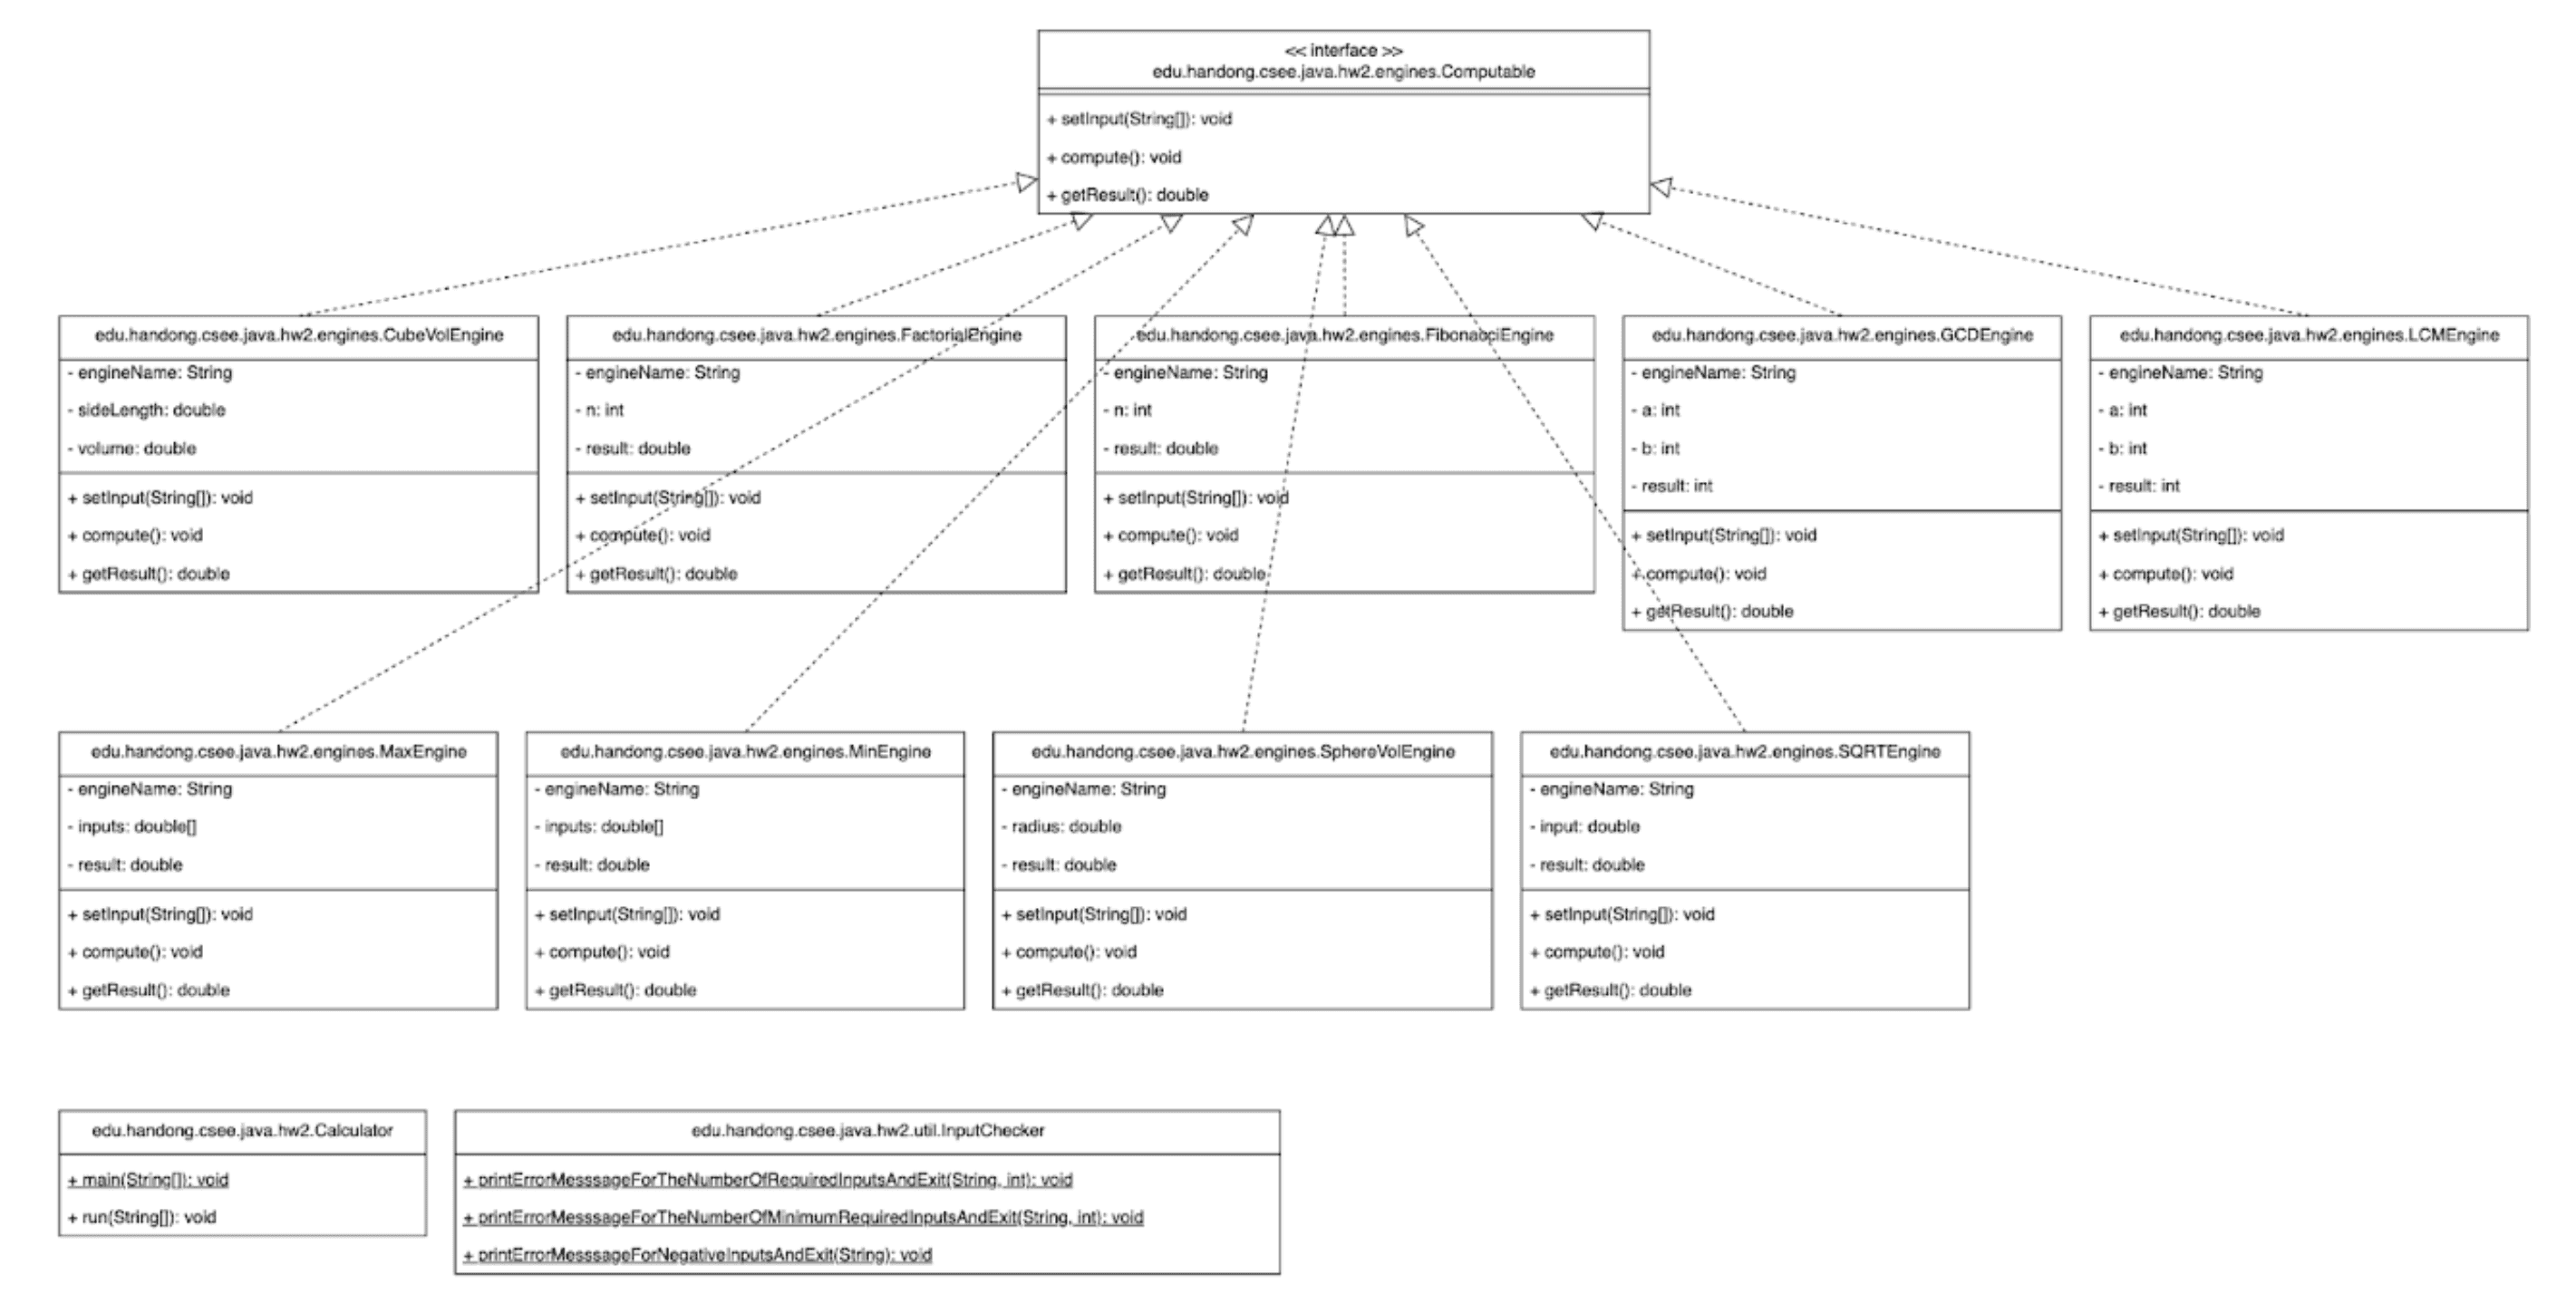 << interface >>
edu.handong.csee.java.hw2.engines.Computable
+ setInput(String[]): void
+ compute(): void
+ getResult(): double
edu.handong.csee.java.hw2.engines.CubeVolEngine
- engineName: String
- sideLength: double
- volume: double
+ setInput(String[]): void
+ compute(): void
+ getResult(): double
edu.handong.csee.java.hw2.engines.FactorialEngine
- engineName: String
- n: int
- result: double
+ setInput(String[]): void
+ compute(): void
+ getResult(): double
edu.handong.csee.java.hw2.engines.FibonacciEngine
- engineName: String
- n: int
- result: double
+ setInput(String[]): void
+ compute(): void
+ getResult(): double
edu.handong.csee.java.hw2.engines.GCDEngine
- engineName: String
- a: int
- b: int
- result: int
+ setInput(String[]): void
+ compute(): void
+ getResult(): double
edu.handong.csee.java.hw2.engines.LCMEngine
- engineName: String
- a: int
- b: int
- result: int
+ setInput(String[]): void
+ compute(): void
+ getResult(): double
edu.handong.csee.java.hw2.engines.MaxEngine
- engineName: String
- inputs: double[]
- result: double
+ setInput(String[]): void
+ compute(): void
+ getResult(): double
edu.handong.csee.java.hw2.engines.MinEngine
- engineName: String
- inputs: double[]
- result: double
+ setInput(String[]): void
+ compute(): void
+ getResult(): double
edu.handong.csee.java.hw2.engines.SphereVolEngine
- engineName: String
- radius: double
- result: double
+ setInput(String[]): void
+ compute(): void
+ getResult(): double
edu.handong.csee.java.hw2.engines.SQRTEngine
- engineName: String
- input: double
- result: double
+ setInput(String[]): void
+ compute(): void
+ getResult(): double
edu.handong.csee.java.hw2.Calculator
+ main(String[]): void
+ run(String[]): void
edu.handong.csee.java.hw2.util.InputChecker
+ printErrorMesssageForTheNumberOfRequiredInputsAndExit(String, int): void
+ printErrorMesssageForTheNumberOfMinimumRequiredInputsAndExit(String, int): void
+ printErrorMesssageForNegativeInputsAndExit(String): void